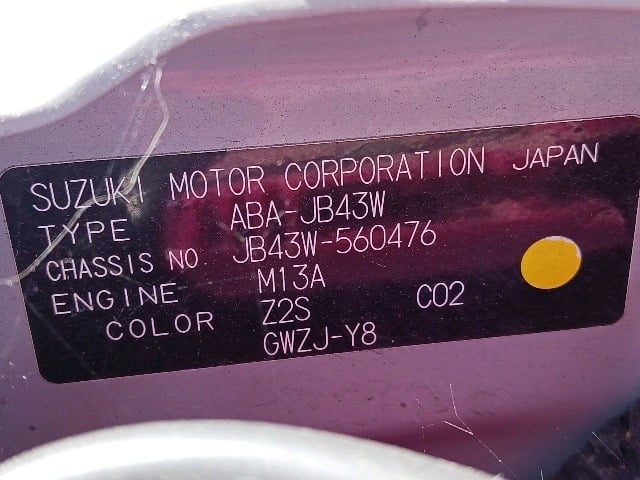 SUZUKI MOTOR CORPORATION JAPAN
TYPE ABA-JB43W
CHASSIS NO JB43W-560476
ENGINE M13A
COLOR Z2S C02
GWZJ-Y8